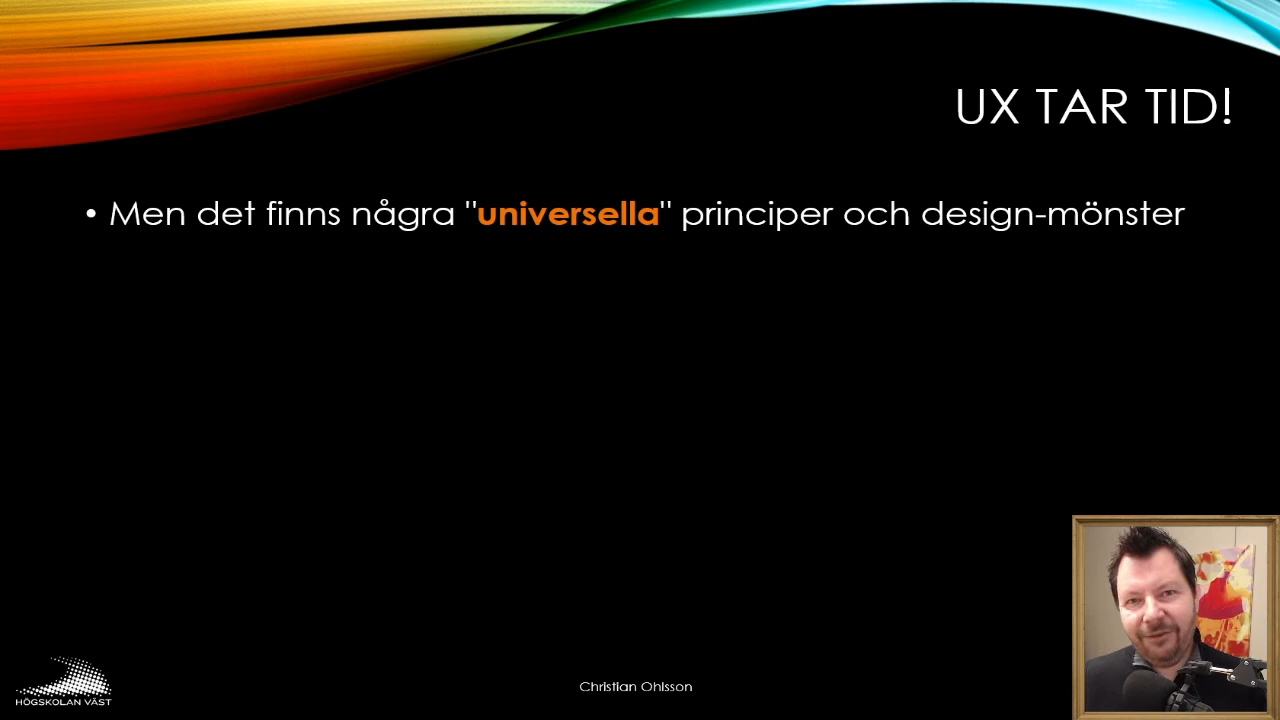 UX TAR TID!
• Men det finns några "universella" principer och design-mönster
HÖGSKOLAN VÄST
Christian Ohlsson